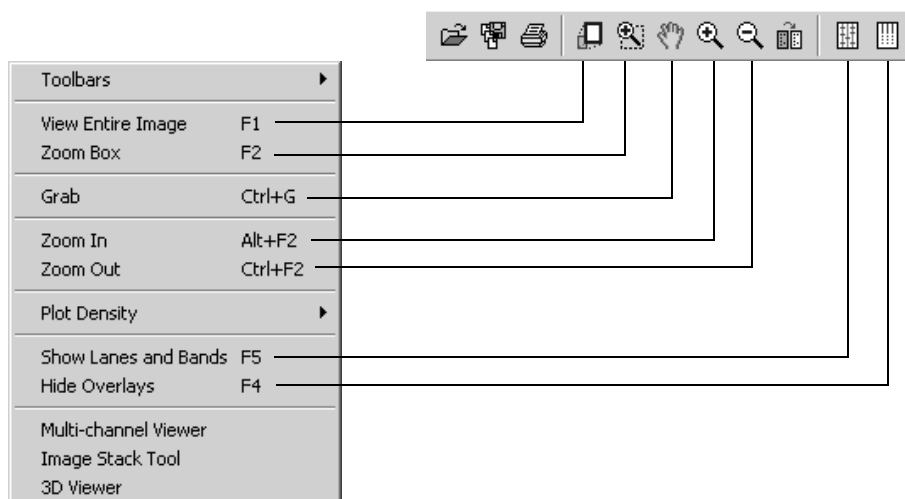 Toolbars
View Entire Image F1
Zoom Box F2
Grab Ctrl+G
Zoom In Alt+F2
Zoom Out Ctrl+F2
Plot Density
Show Lanes and Bands F5
Hide Overlays F4
Multi-channel Viewer
Image Stack Tool
3D Viewer